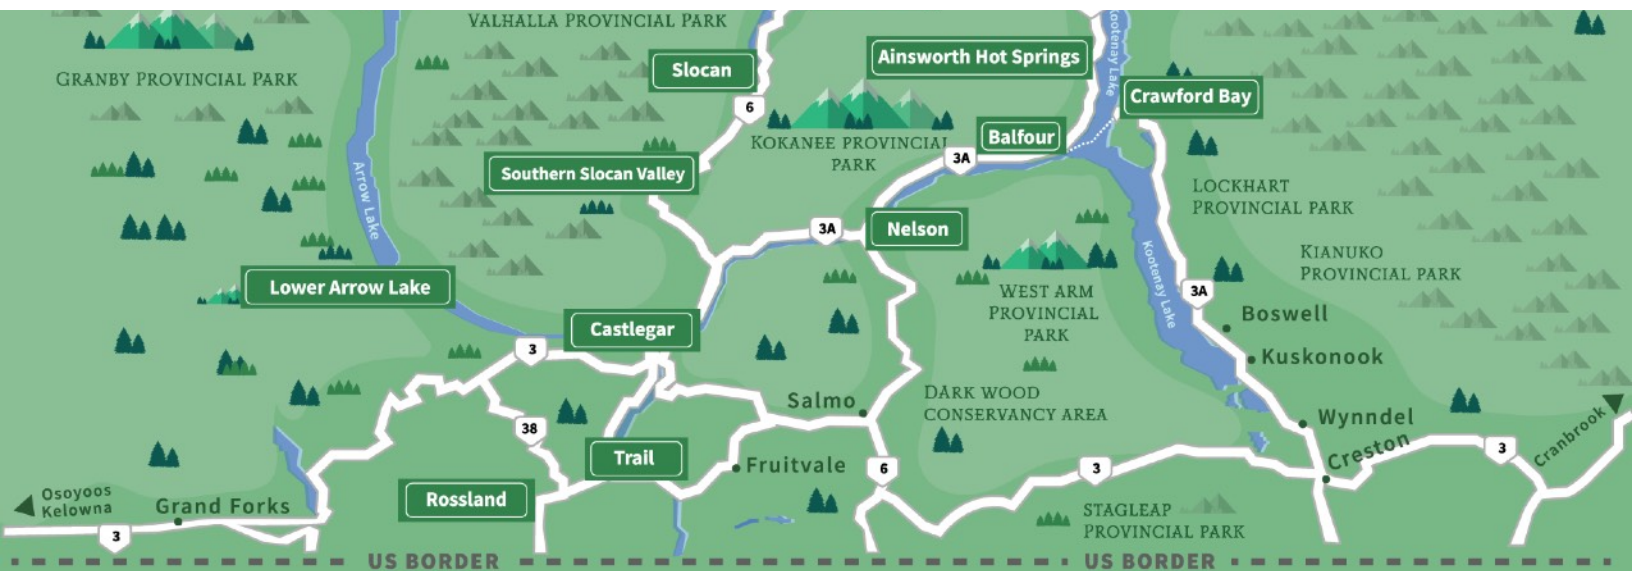 VALHALLA PROVINCIAL PARK
GRANBY PROVINCIAL PARK
Slocan
6
Ainsworth Hot Springs
Kootenay Lake
Crawford Bay
KOKANEE PROVINCIAL
PARK
Balfour
3A
Southern Slocan Valley
Arrow Lake
LOCKHART
PROVINCIAL PARK
3A
Nelson
KIANUKO
PROVINCIAL PARK
Lower Arrow Lake
WEST ARM
PROVINCIAL
PARK
Kootenay Lake
3A
Boswell
Castlegar
3
Kuskonook
Salmo
DARK WOOD
CONSERVANCY AREA
Wynndel
38
Creston
Cranbrook
3
Trail
Fruitvale
6
3
Rossland
Osoyoos
Kelowna
Grand Forks
3
STAGLEAP
PROVINCIAL PARK
US BORDER
US BORDER